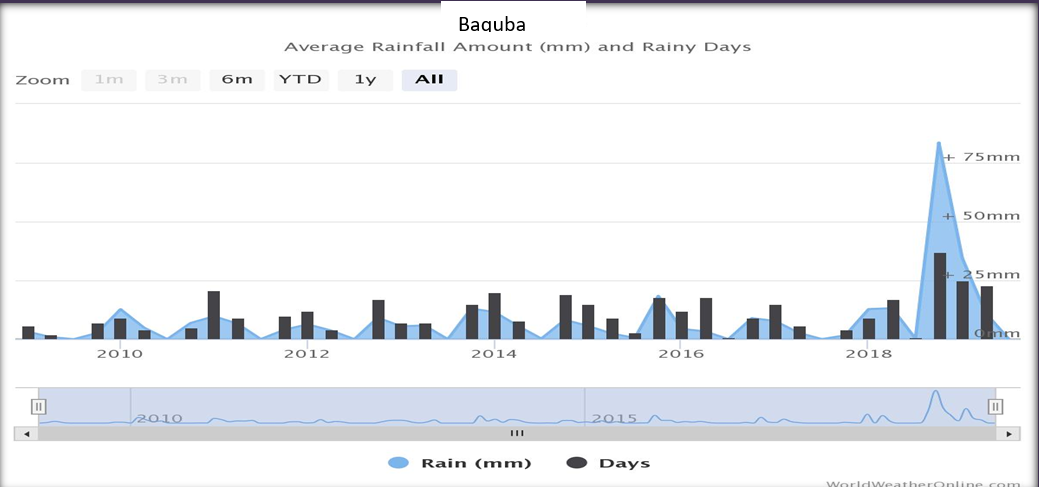 Baquba
Average Rainfall Amount (mm) and Rainy Days
Zoom 1m 3m 6m YTD 1y All
75mm
50mm
25mm
0mm
2010 2012 2014 2016 2018
2010 2015
Rain (mm) Days
WorldWeatherOnline.com